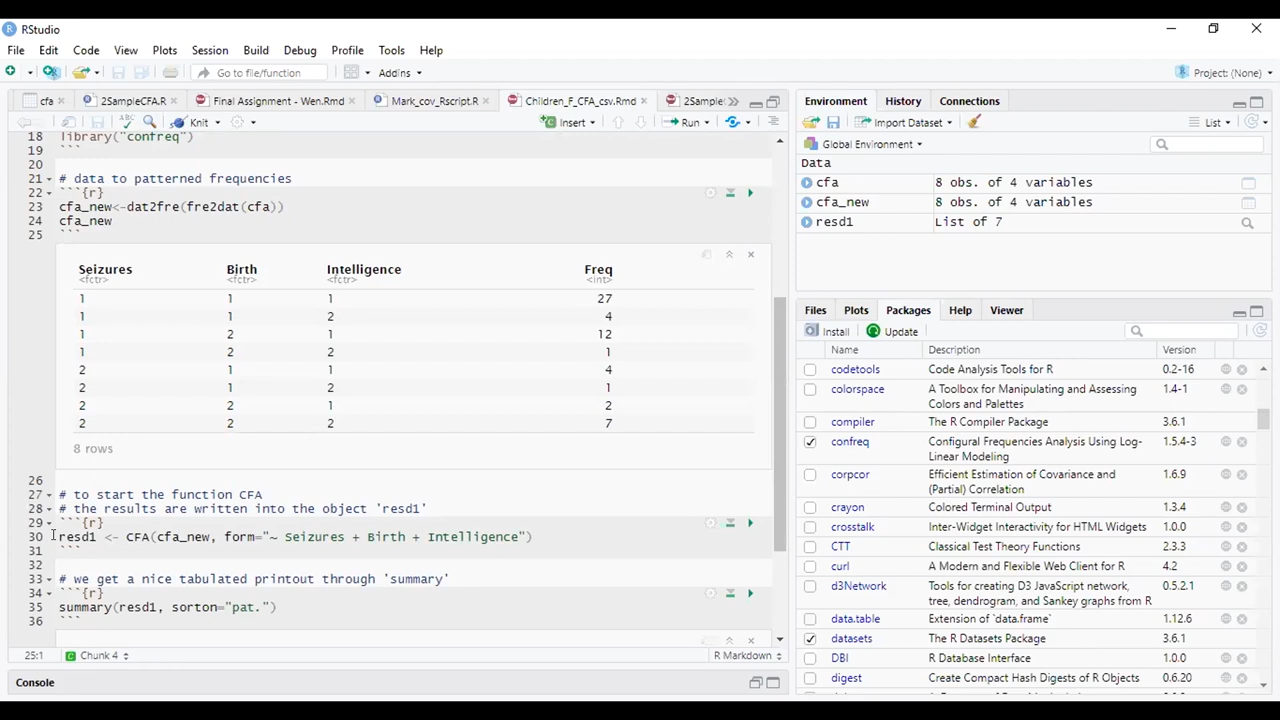 RStudio
File Edit Code View Plots Session Build Debug Profile Tools Help
Go to file/function Addins Project: (None)
cfa 2SampleCFA.R Final Assignment - Wen.Rmd Mark_cov_Rscript.R Children_F_CFA_csv.Rmd 2Sample
ABC Knit Insert Run
18 library("confreq")
19 ```
20
21 # data to patterned frequencies
22 ```{r}
23 cfa_new<-dat2fre(fre2dat(cfa))
24 cfa_new
25 ```
Seizures Birth Intelligence Freq
<fctr> <fctr> <fctr> <int>
1 1 1 27
1 1 2 4
1 2 1 12
1 2 2 1
2 1 1 4
2 1 2 1
2 2 1 2
2 2 2 7
8 rows
26
27 # to start the function CFA
28 # the results are written into the object 'resd1'
29 ```{r}
30 resd1 <- CFA(cfa_new, form="~ Seizures + Birth + Intelligence")
31 ```
32
33 # we get a nice tabulated printout through 'summary'
34 ```{r}
35 summary(resd1, sorton="pat.")
36 ```
25:1 Chunk 4 R Markdown
Console
Environment History Connections
Import Dataset List
Global Environment
Data
cfa 8 obs. of 4 variables
cfa_new 8 obs. of 4 variables
resd1 List of 7
Files Plots Packages Help Viewer
Install Update
Name Description Version
codetools Code Analysis Tools for R 0.2-16
colorspace A Toolbox for Manipulating and Assessing 1.4-1
Colors and Palettes
compiler The R Compiler Package 3.6.1
confreq Configural Frequencies Analysis Using Log- 1.5.4-3
Linear Modeling
corpcor Efficient Estimation of Covariance and 1.6.9
(Partial) Correlation
crayon Colored Terminal Output 1.3.4
crosstalk Inter-Widget Interactivity for HTML Widgets 1.0.0
CTT Classical Test Theory Functions 2.3.3
curl A Modern and Flexible Web Client for R 4.2
d3Network Tools for creating D3 JavaScript network, 0.5.2.1
tree, dendrogram, and Sankey graphs from R
data.table Extension of `data.frame` 1.12.6
datasets The R Datasets Package 3.6.1
DBI R Database Interface 1.0.0
digest Create Compact Hash Digests of R Objects 0.6.20